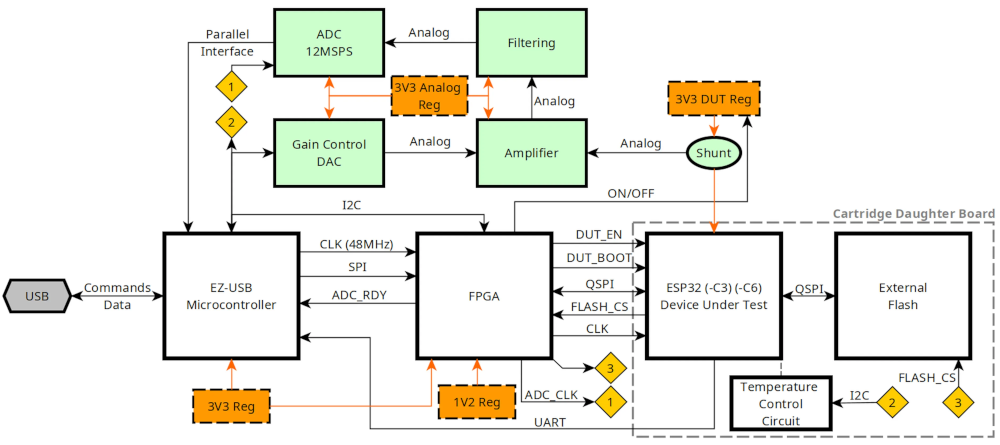 Parallel
Interface
ADC
12MSPS
Analog
Filtering
1
3V3 Analog
Reg
3V3 DUT Reg
2
Analog
Gain Control
DAC
Analog
Amplifier
Analog
Shunt
ON/OFF
I2C
Cartridge Daughter Board
USB
Commands
Data
EZ-USB
Microcontroller
CLK (48MHz)
SPI
ADC_RDY
FPGA
DUT_EN
DUT_BOOT
QSPI
FLASH_CS
CLK
ESP32 (-C3) (-C6)
Device Under Test
QSPI
External
Flash
3
3V3 Reg
1V2 Reg
ADC_CLK
1
UART
Temperature
Control
Circuit
I2C
2
FLASH_CS
3